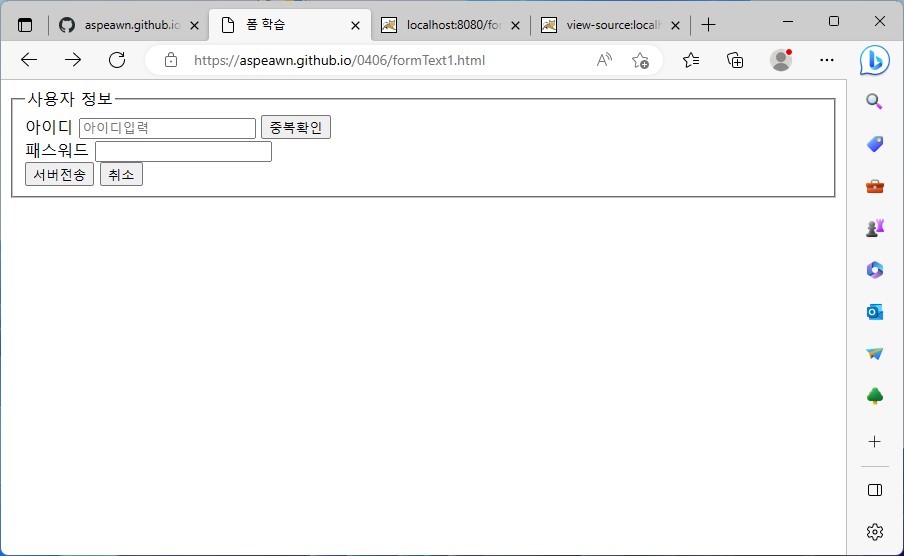 aspeawn.github.io
폼 학습
localhost:8080/for
view-source:localh
https://aspeawn.github.io/0406/formText1.html
사용자 정보
아이디 아이디입력 중복확인
패스워드
서버전송 취소